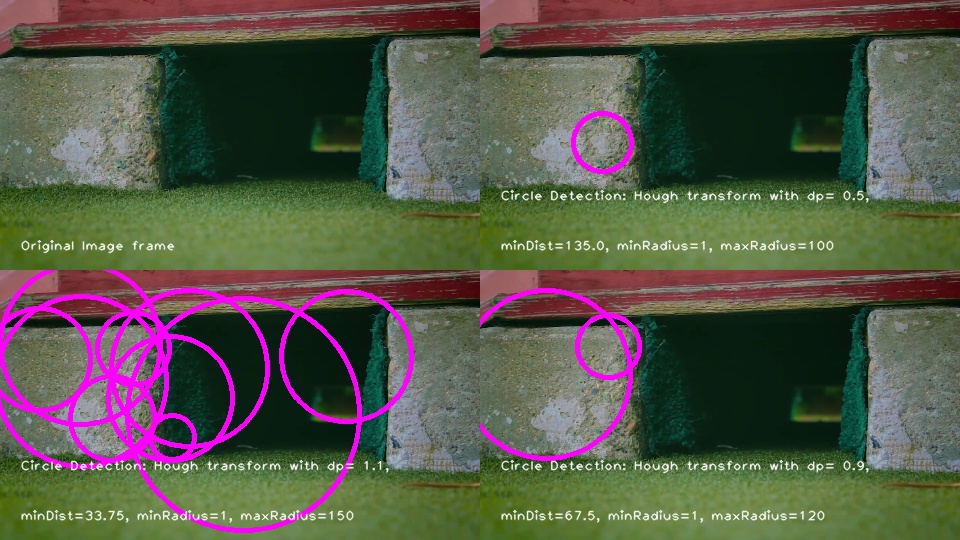 Original Image frame
Circle Detection: Hough transform with dp= 0.5,
minDist=135.0, minRadius=1, maxRadius=100
Circle Detection: Hough transform with dp= 1.1,
minDist=33.75, minRadius=1, maxRadius=150
Circle Detection: Hough transform with dp= 0.9,
minDist=67.5, minRadius=1, maxRadius=120